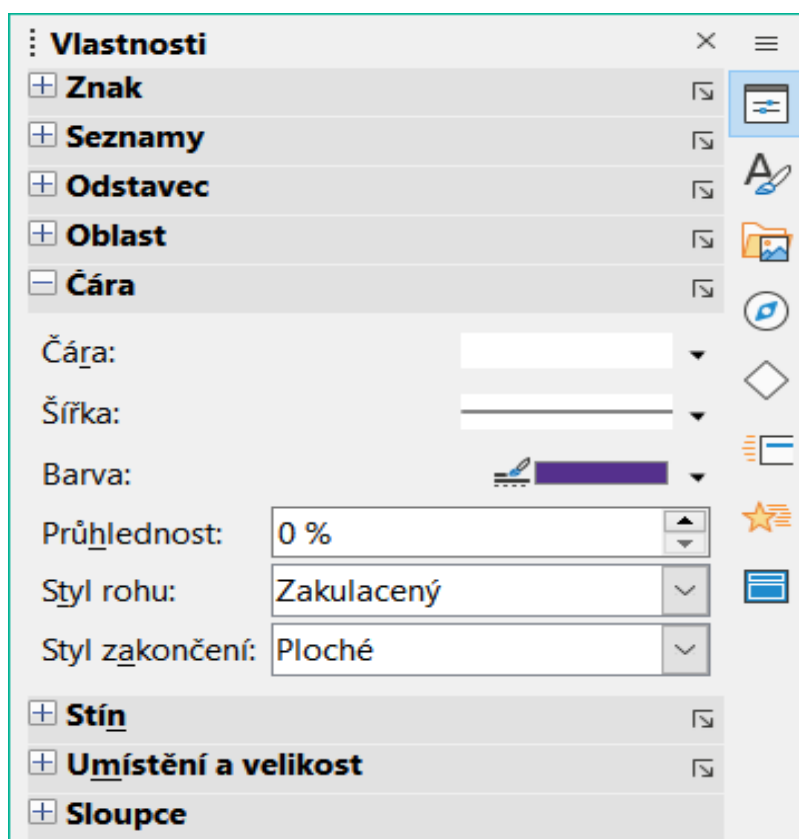 Vlastnosti
Znak
Seznamy
Odstavec
Oblast
Čára
Čára:
Šířka:
Barva:
Průhlednost: 0 %
Styl rohu: Zakulacený
Styl zakončení: Ploché
Stín
Umístění a velikost
Sloupce